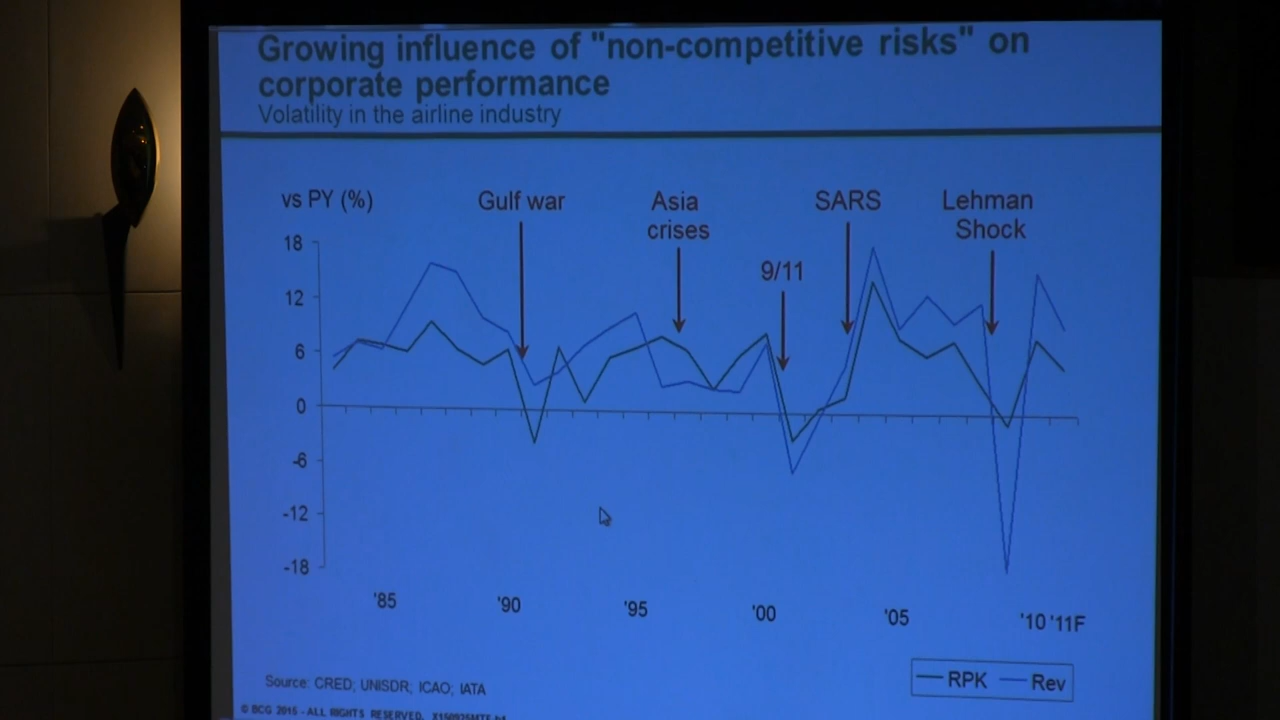 Growing influence of "non-competitive risks" on
corporate performance
Volatility in the airline industry
vs PY (%)
Gulf war
Asia
crises
9/11
SARS
Lehman
Shock
18
12
6
0
-6
-12
-18
'85
'90
'95
'00
'05
'10 '11F
RPK
Rev
Source: CRED; UNISDR; ICAO; IATA
© BCG 2015 - ALL RIGHTS RESERVED.